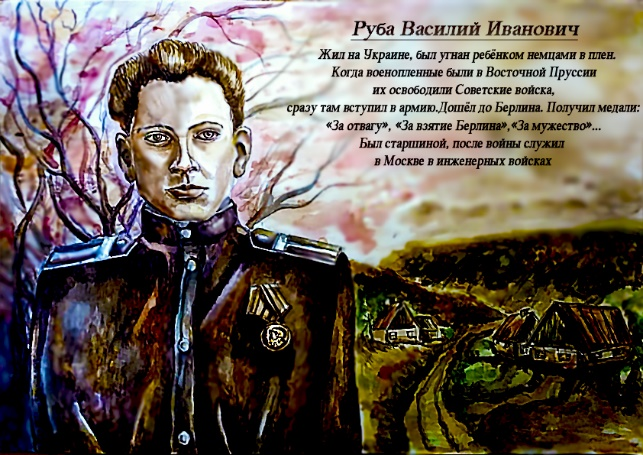 Руба Василий Иванович
Жил на Украине, был угнан ребёнком немцами в плен.
Когда военопленные были в Восточной Пруссии
их освободили Советские войска,
сразу там вступил в армию.Дошёл до Берлина. Получил медали:
«За отвагу», «За взятие Берлина»,«За мужество»...
Был старшиной, после войны служил
в Москве в инженерных войсках